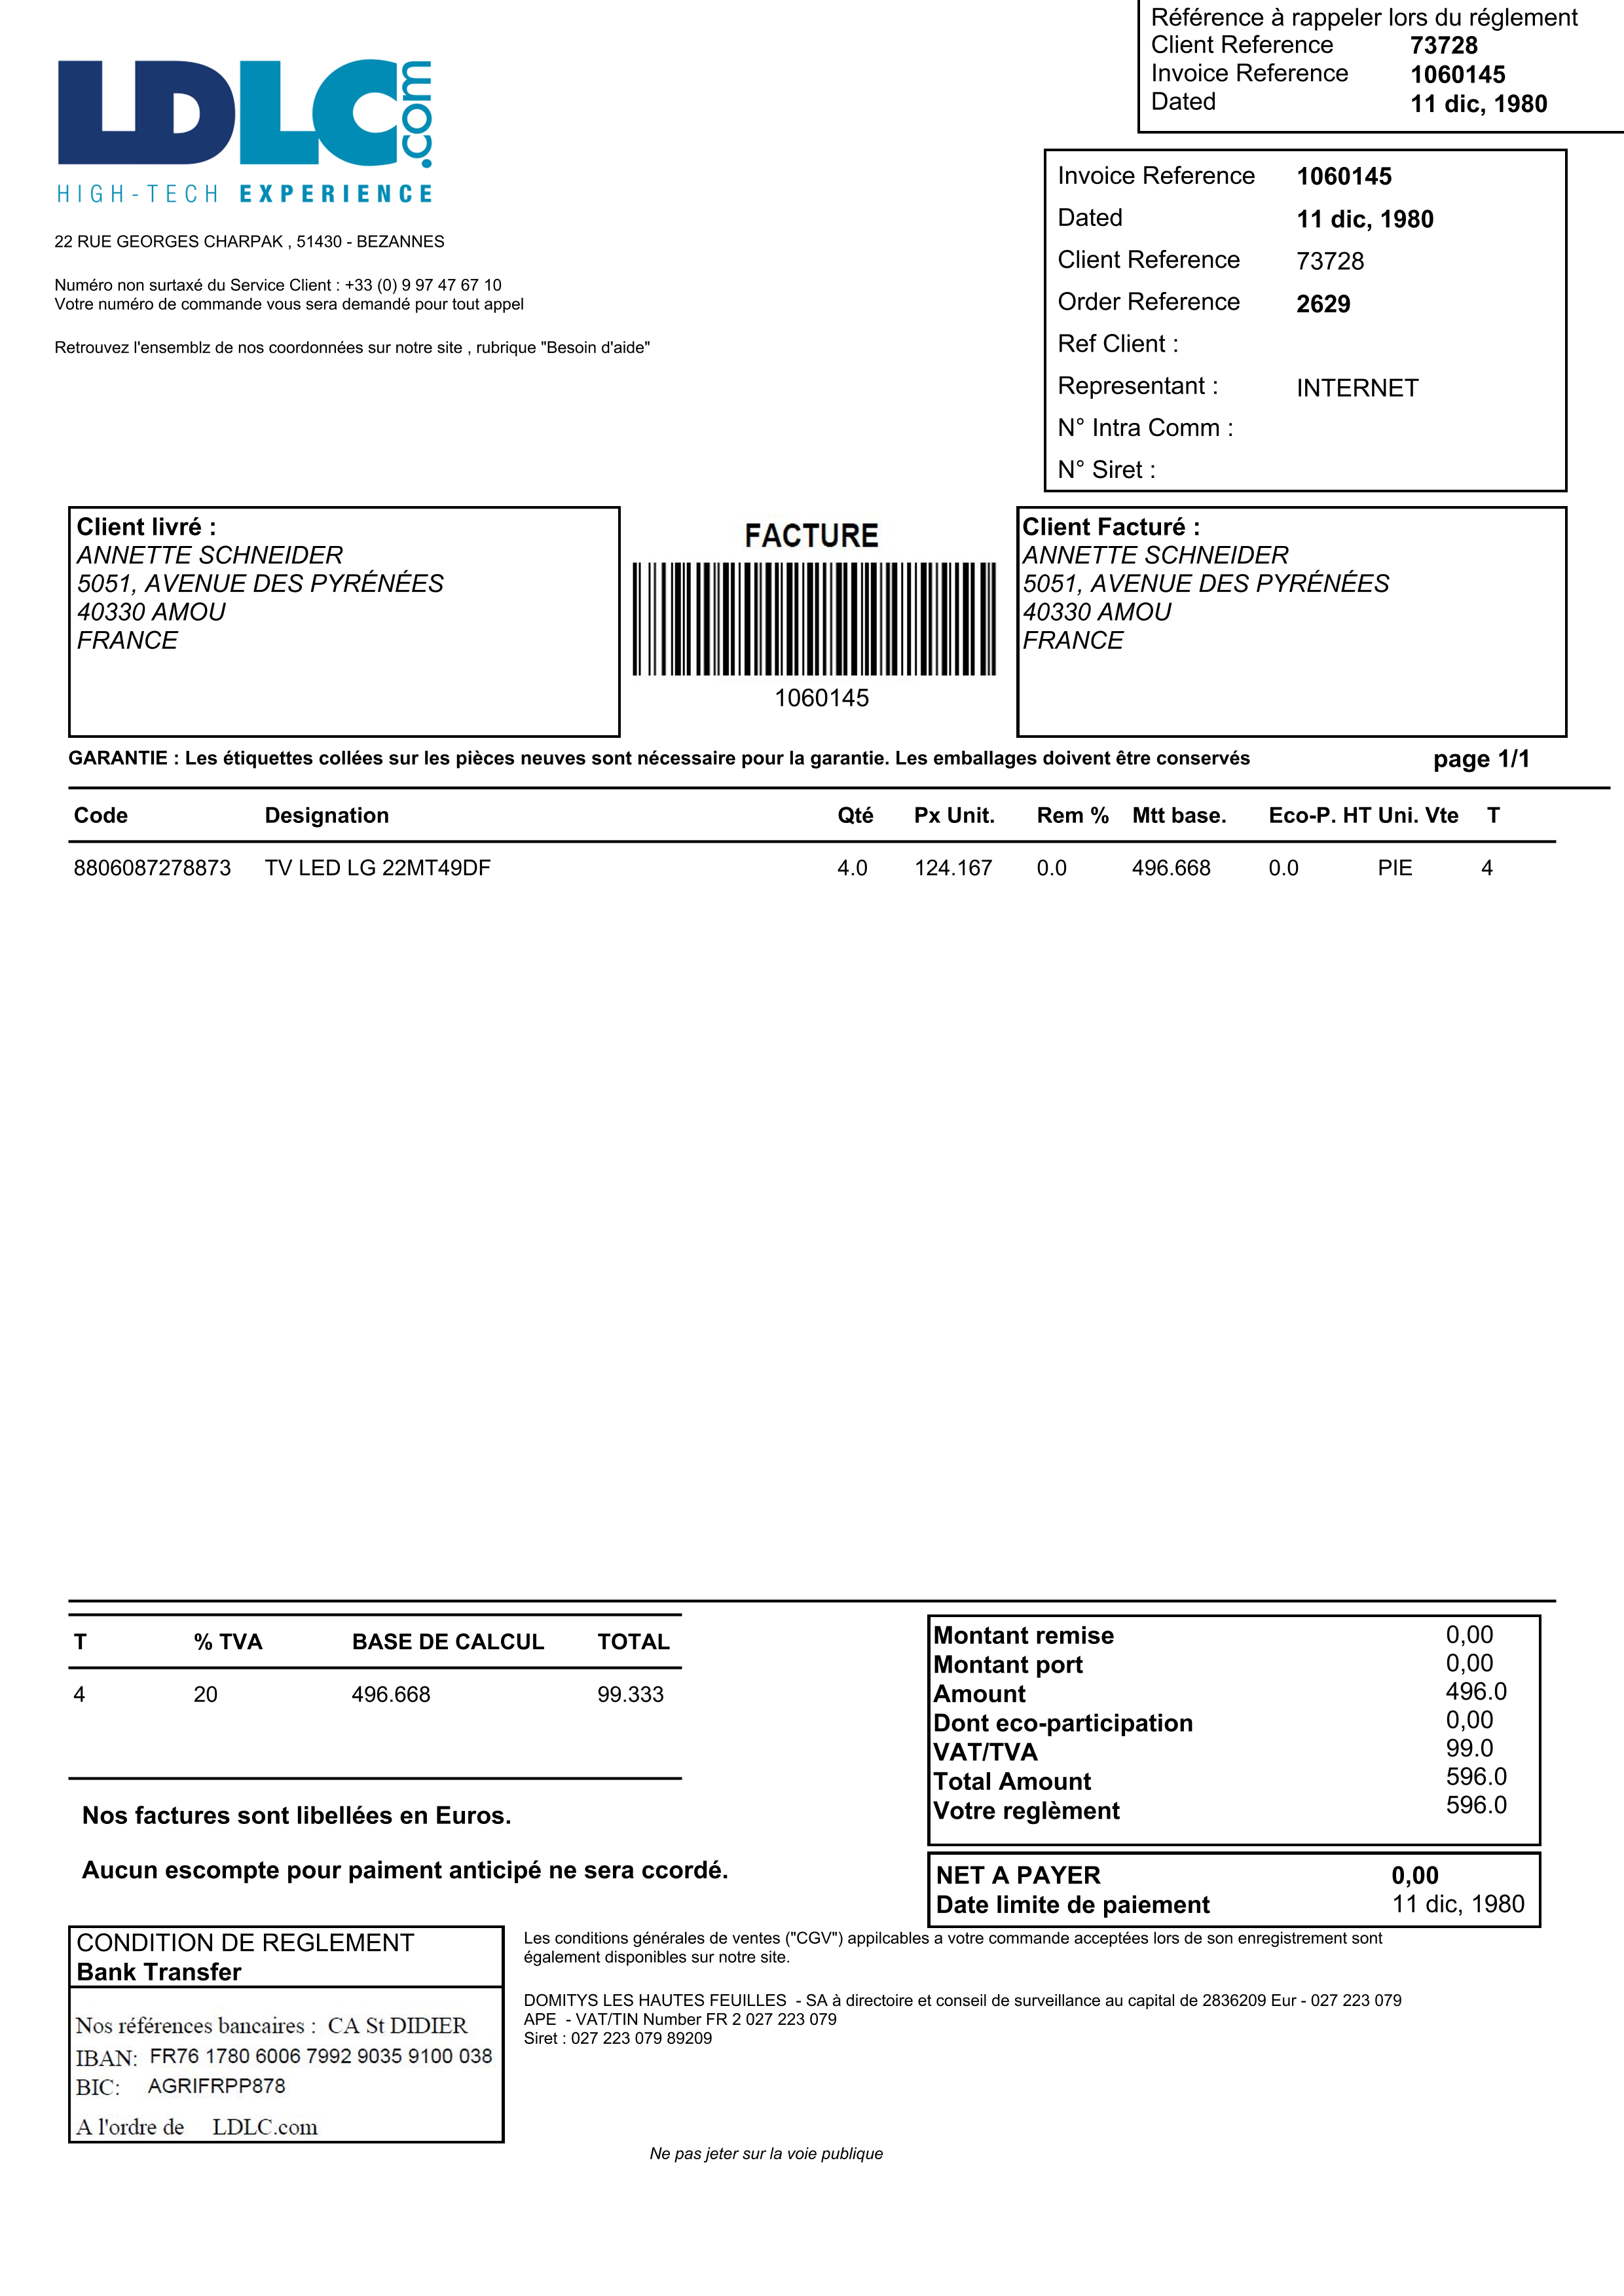 Référence à rappeler lors du réglement
Client Reference 73728
Invoice Reference 1060145
Dated 11 dic, 1980
LDLC.com
HIGH-TECH EXPERIENCE
22 RUE GEORGES CHARPAK , 51430 - BEZANNES
Numéro non surtaxé du Service Client : +33 (0) 9 97 47 67 10
Votre numéro de commande vous sera demandé pour tout appel
Retrouvez l'ensemblz de nos coordonnées sur notre site , rubrique "Besoin d'aide"
Invoice Reference 1060145
Dated 11 dic, 1980
Client Reference 73728
Order Reference 2629
Ref Client :
Representant : INTERNET
N° Intra Comm :
N° Siret :
Client livré :
ANNETTE SCHNEIDER
5051, AVENUE DES PYRÉNÉES
40330 AMOU
FRANCE
FACTURE
1060145
Client Facturé :
ANNETTE SCHNEIDER
5051, AVENUE DES PYRÉNÉES
40330 AMOU
FRANCE
GARANTIE : Les étiquettes collées sur les pièces neuves sont nécessaire pour la garantie. Les emballages doivent être conservés page 1/1
Code Designation Qté Px Unit. Rem % Mtt base. Eco-P. HT Uni. Vte T
8806087278873 TV LED LG 22MT49DF 4.0 124.167 0.0 496.668 0.0 PIE 4
T % TVA BASE DE CALCUL TOTAL
4 20 496.668 99.333
Nos factures sont libellées en Euros.
Aucun escompte pour paiment anticipé ne sera ccordé.
Montant remise 0,00
Montant port 0,00
Amount 496.0
Dont eco-participation 0,00
VAT/TVA 99.0
Total Amount 596.0
Votre reglèment 596.0
NET A PAYER 0,00
Date limite de paiement 11 dic, 1980
CONDITION DE REGLEMENT
Bank Transfer
Nos références bancaires : CA St DIDIER
IBAN: FR76 1780 6006 7992 9035 9100 038
BIC: AGRIFRPP878
A l'ordre de LDLC.com
Les conditions générales de ventes ("CGV") appilcables a votre commande acceptées lors de son enregistrement sont
également disponibles sur notre site.
DOMITYS LES HAUTES FEUILLES - SA à directoire et conseil de surveillance au capital de 2836209 Eur - 027 223 079
APE - VAT/TIN Number FR 2 027 223 079
Siret : 027 223 079 89209
Ne pas jeter sur la voie publique